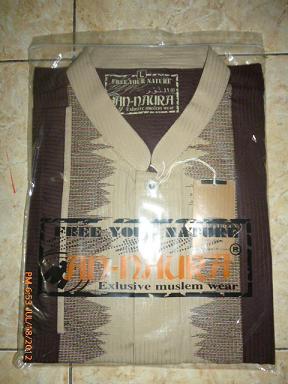 L
FREE YOUR NATURE
AN-NAURA
Exlusive muslem wear
FREE YOUR NATURE
AN-NAURA®
Exlusive muslem wear
PM 6:53 JUL/18/2012